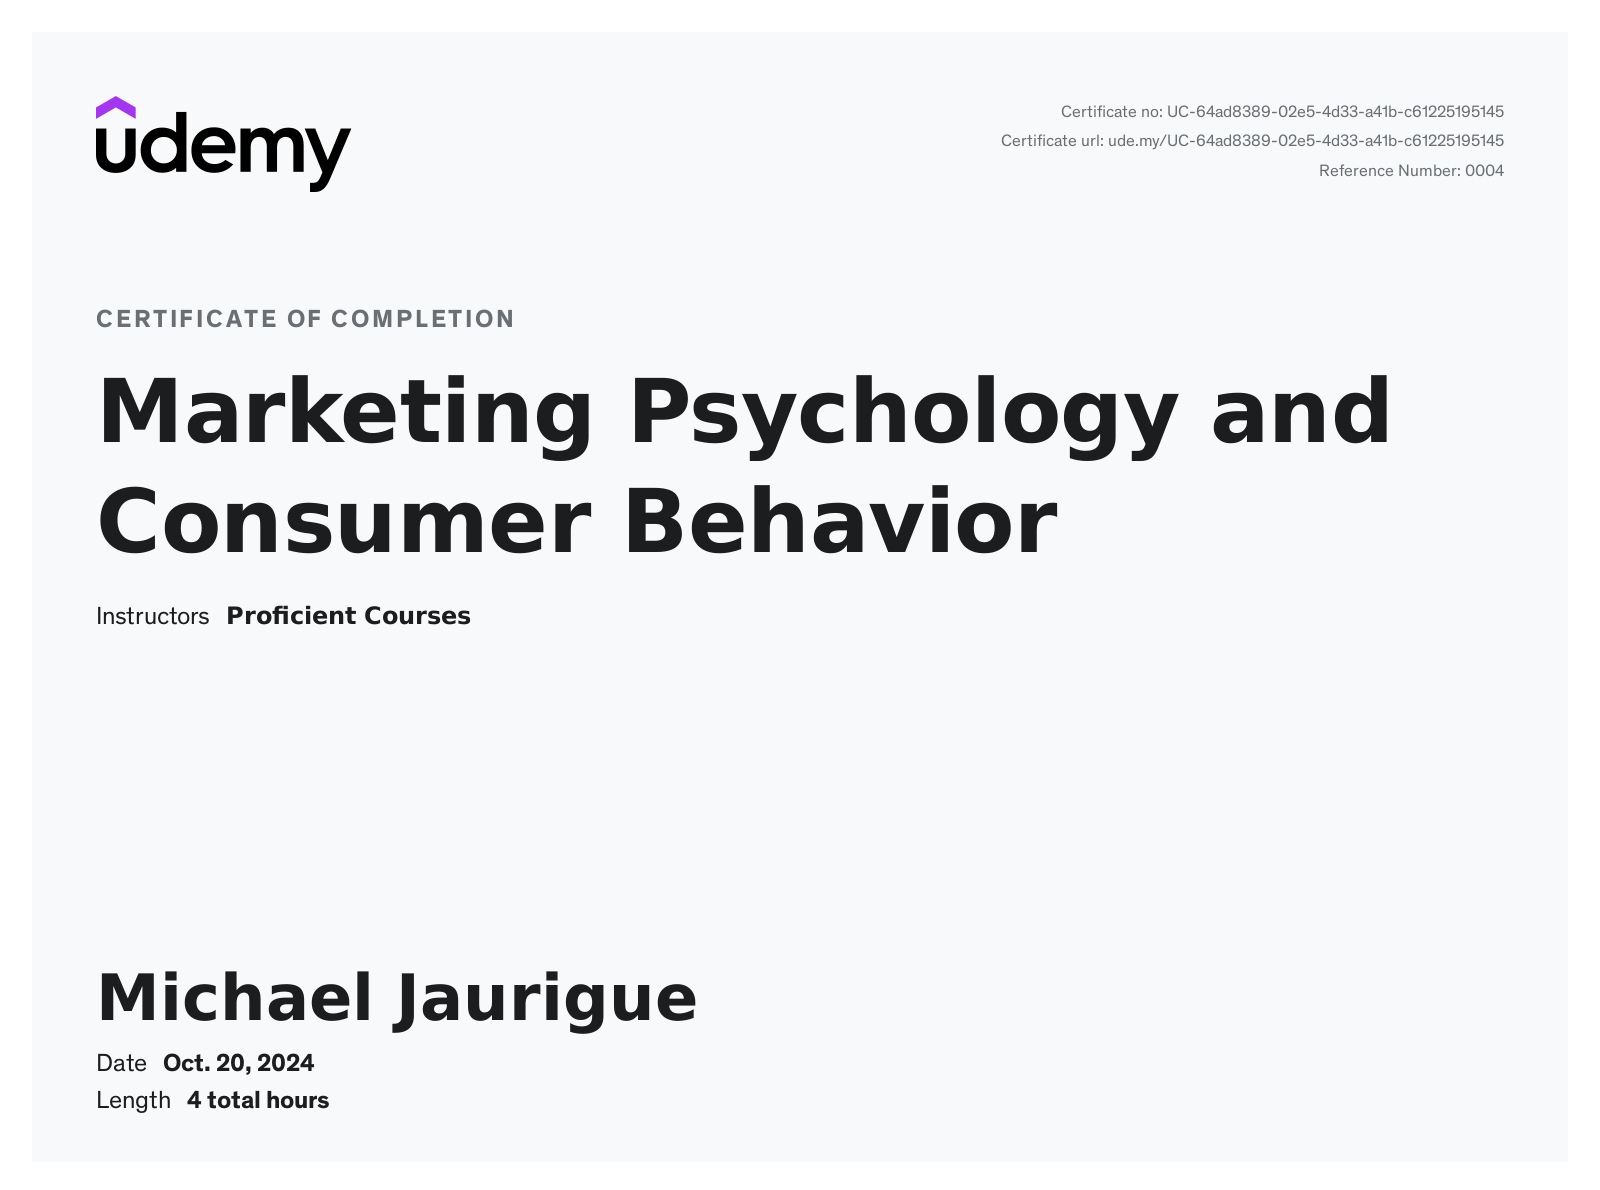 udemy
Certificate no: UC-64ad8389-02e5-4d33-a41b-c61225195145
Certificate url: ude.my/UC-64ad8389-02e5-4d33-a41b-c61225195145
Reference Number: 0004
CERTIFICATE OF COMPLETION
Marketing Psychology and
Consumer Behavior
Instructors Proficient Courses
Michael Jaurigue
Date Oct. 20, 2024
Length 4 total hours